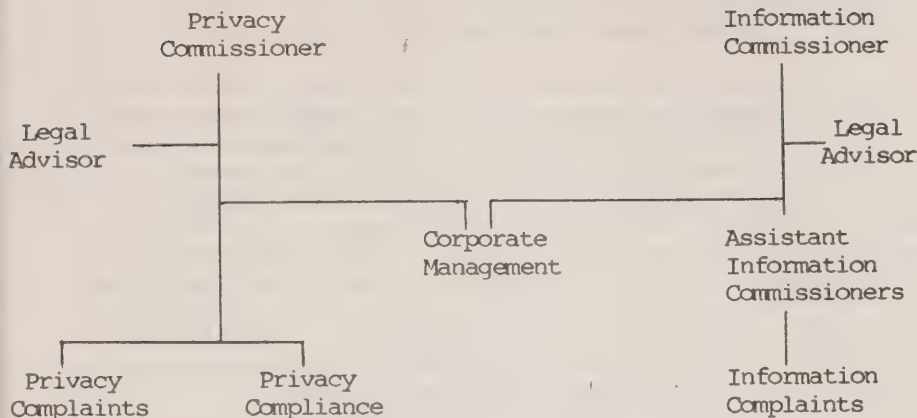 Privacy
Commissioner
Information
Commissioner
Legal
Advisor
Legal
Advisor
Corporate
Management
Assistant
Information
Commissioners
Privacy
Complaints
Privacy
Compliance
Information
Complaints